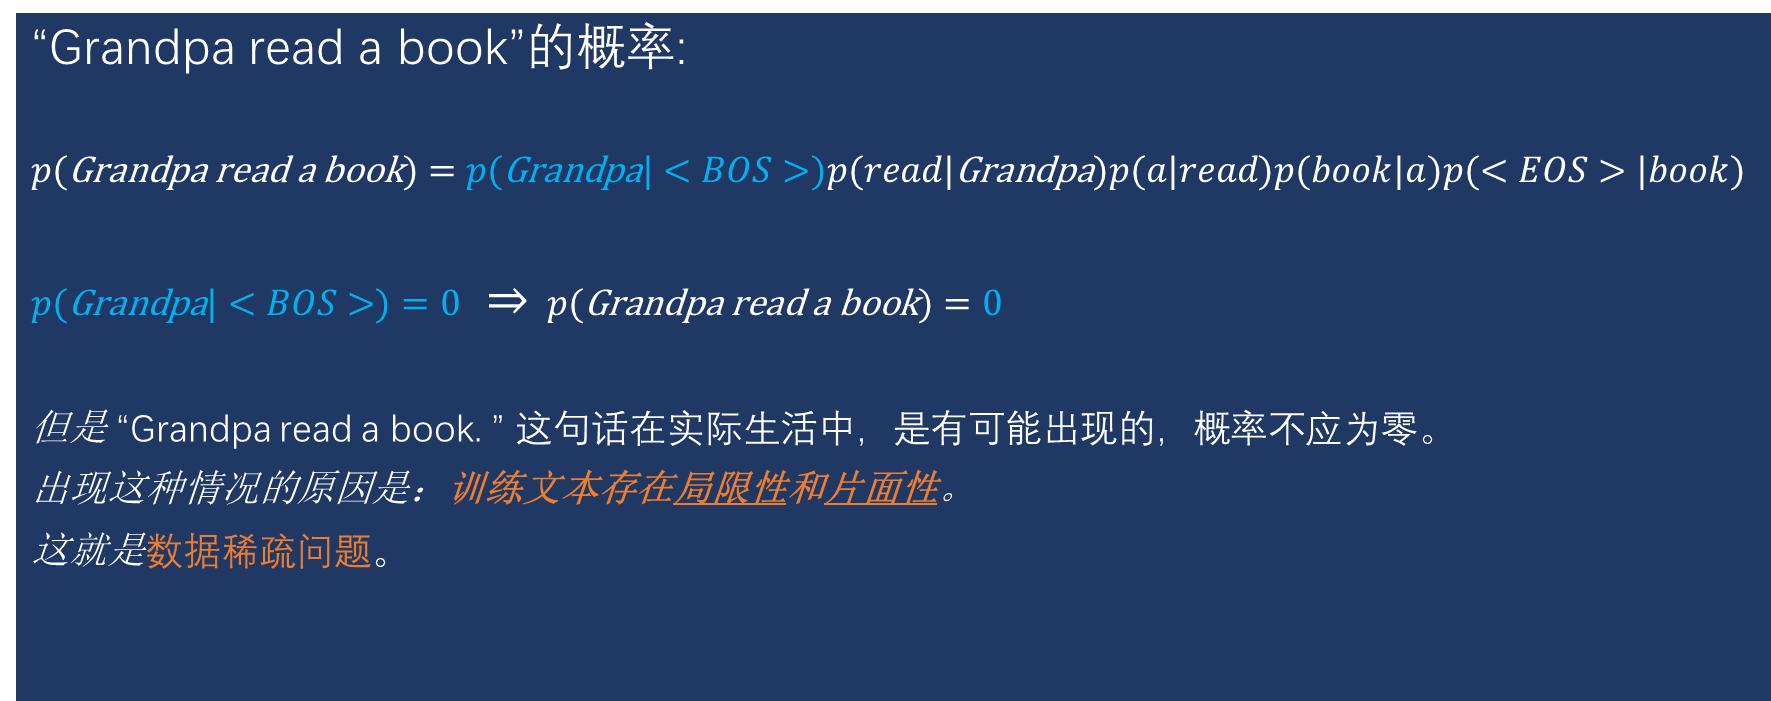 “Grandpa read a book”的概率:
p(Grandpa read a book) = p(Grandpa| < BOS >)p(read|Grandpa)p(a|read)p(book|a)p(< EOS > |book)
p(Grandpa| < BOS >) = 0 ⇒ p(Grandpa read a book) = 0
但是 “Grandpa read a book. ” 这句话在实际生活中，是有可能出现的，概率不应为零。
出现这种情况的原因是：训练文本存在局限性和片面性。
这就是数据稀疏问题。